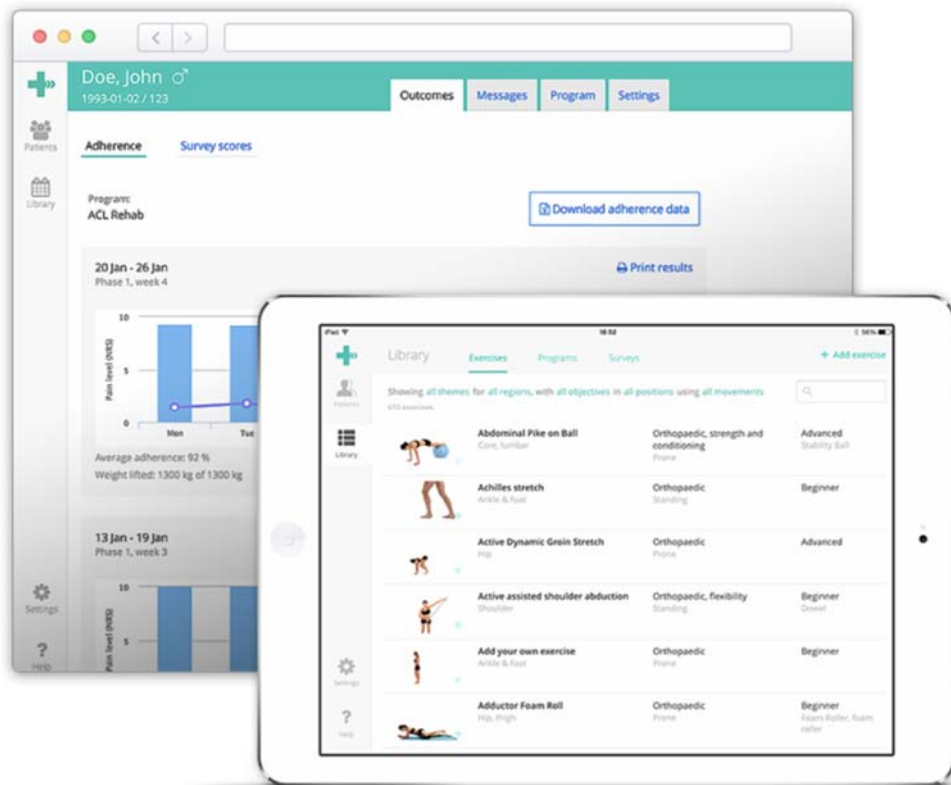 Doe, John ♂
1993-01-02 / 123
Outcomes Messages Program Settings
Patients
Library
Adherence Survey scores
Program:
ACL Rehab
Download adherence data
20 Jan - 26 Jan
Phase 1, week 4
Print results
10
5
0
Pain level (NRS)
Mon Tue
Average adherence: 92 %
Weight lifted: 1300 kg of 1300 kg
13 Jan - 19 Jan
Phase 1, week 3
10
5
Pain level (NRS)
Settings
Help
iPad 18:52 56%
Library Exercises Programs Surveys + Add exercise
Patients
Library
Showing all themes for all regions, with all objectives in all positions using all movements
exercises
Abdominal Pike on Ball Orthopaedic, strength and Advanced
Core, lumbar conditioning Stability Ball
Prone
Achilles stretch Orthopaedic Beginner
Ankle & foot Standing
Active Dynamic Groin Stretch Orthopaedic Advanced
Hip Prone
Active assisted shoulder abduction Orthopaedic, flexibility Beginner
Shoulder Standing Dowel
Add your own exercise Orthopaedic Beginner
Ankle & foot Prone
Adductor Foam Roll Orthopaedic Beginner
Hip, thigh Prone Foam Roller, foam
roller
Settings
Help